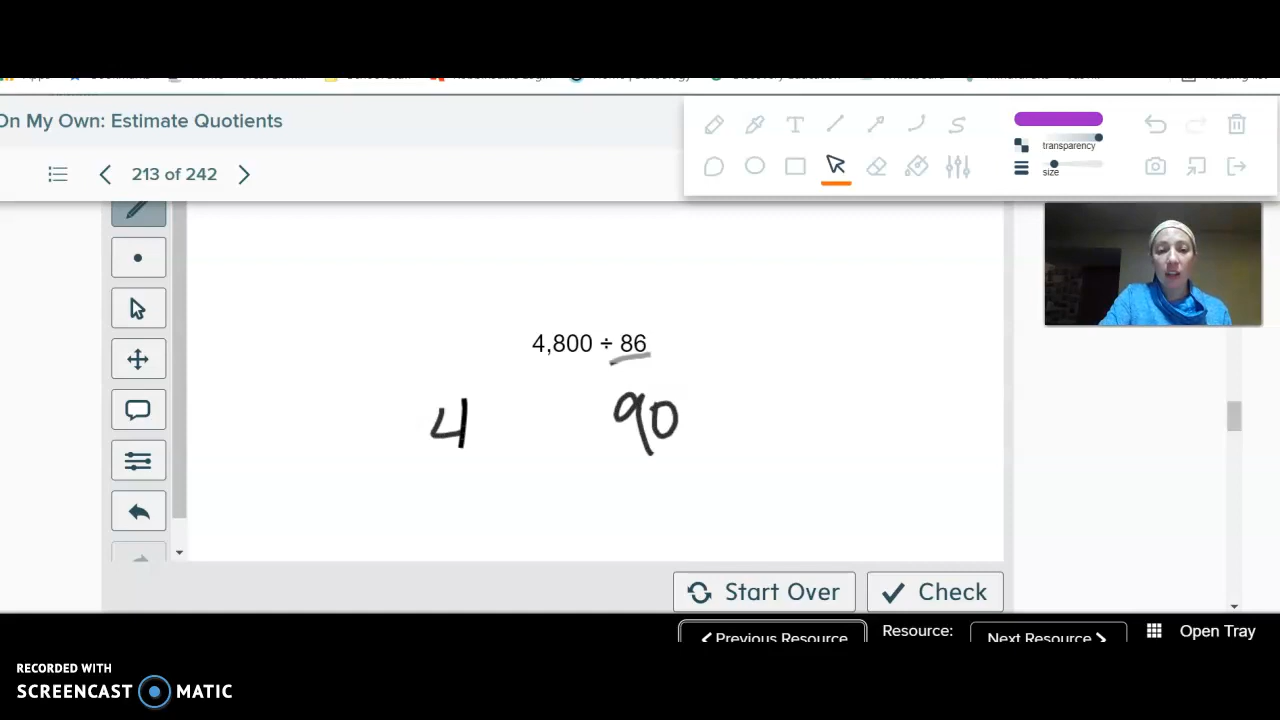 On My Own: Estimate Quotients
transparency
size
213 of 242
4,800 ÷ 86
4 90
Start Over
Check
Previous Resource
Resource:
Next Resource
Open Tray
RECORDED WITH
SCREENCAST MATIC